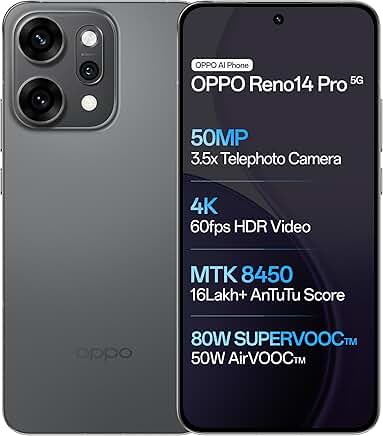 OPPO AI Phone
OPPO Reno14 Pro 5G
50MP
3.5x Telephoto Camera
4K
60fps HDR Video
MTK 8450
16Lakh+ AnTuTu Score
80W SUPERVOOC™
50W AirVOOC™
oppo